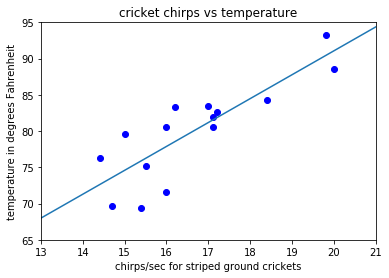 cricket chirps vs temperature
temperature in degrees Fahrenheit
95
90
85
80
75
70
65
13 14 15 16 17 18 19 20 21
chirps/sec for striped ground crickets